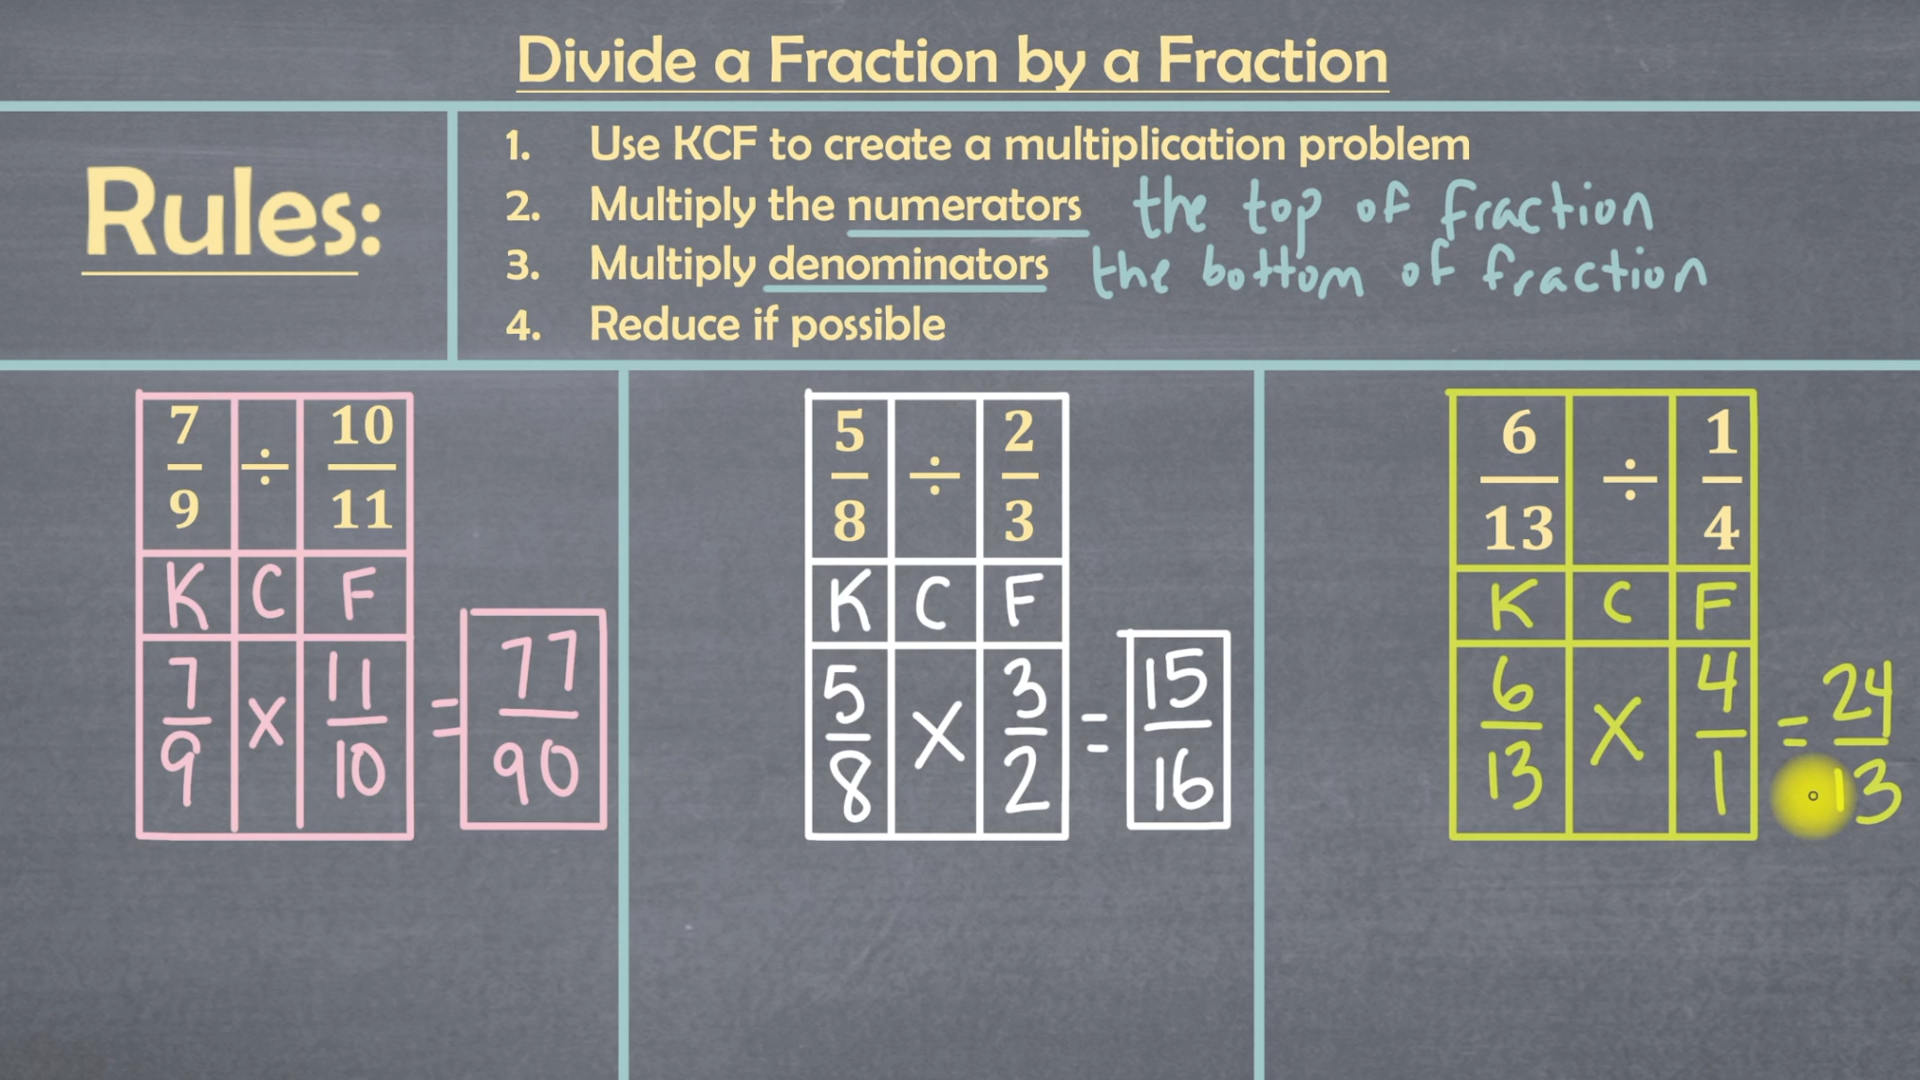 Divide a Fraction by a Fraction
Rules:
1. Use KCF to create a multiplication problem
2. Multiply the numerators the top of fraction
3. Multiply denominators the bottom of fraction
4. Reduce if possible
7/9 ÷ 10/11
K C F
7/9 × 11/10 = 77/90
5/8 ÷ 2/3
K C F
5/8 × 3/2 = 15/16
6/13 ÷ 1/4
K C F
6/13 × 4/1 = 24/13